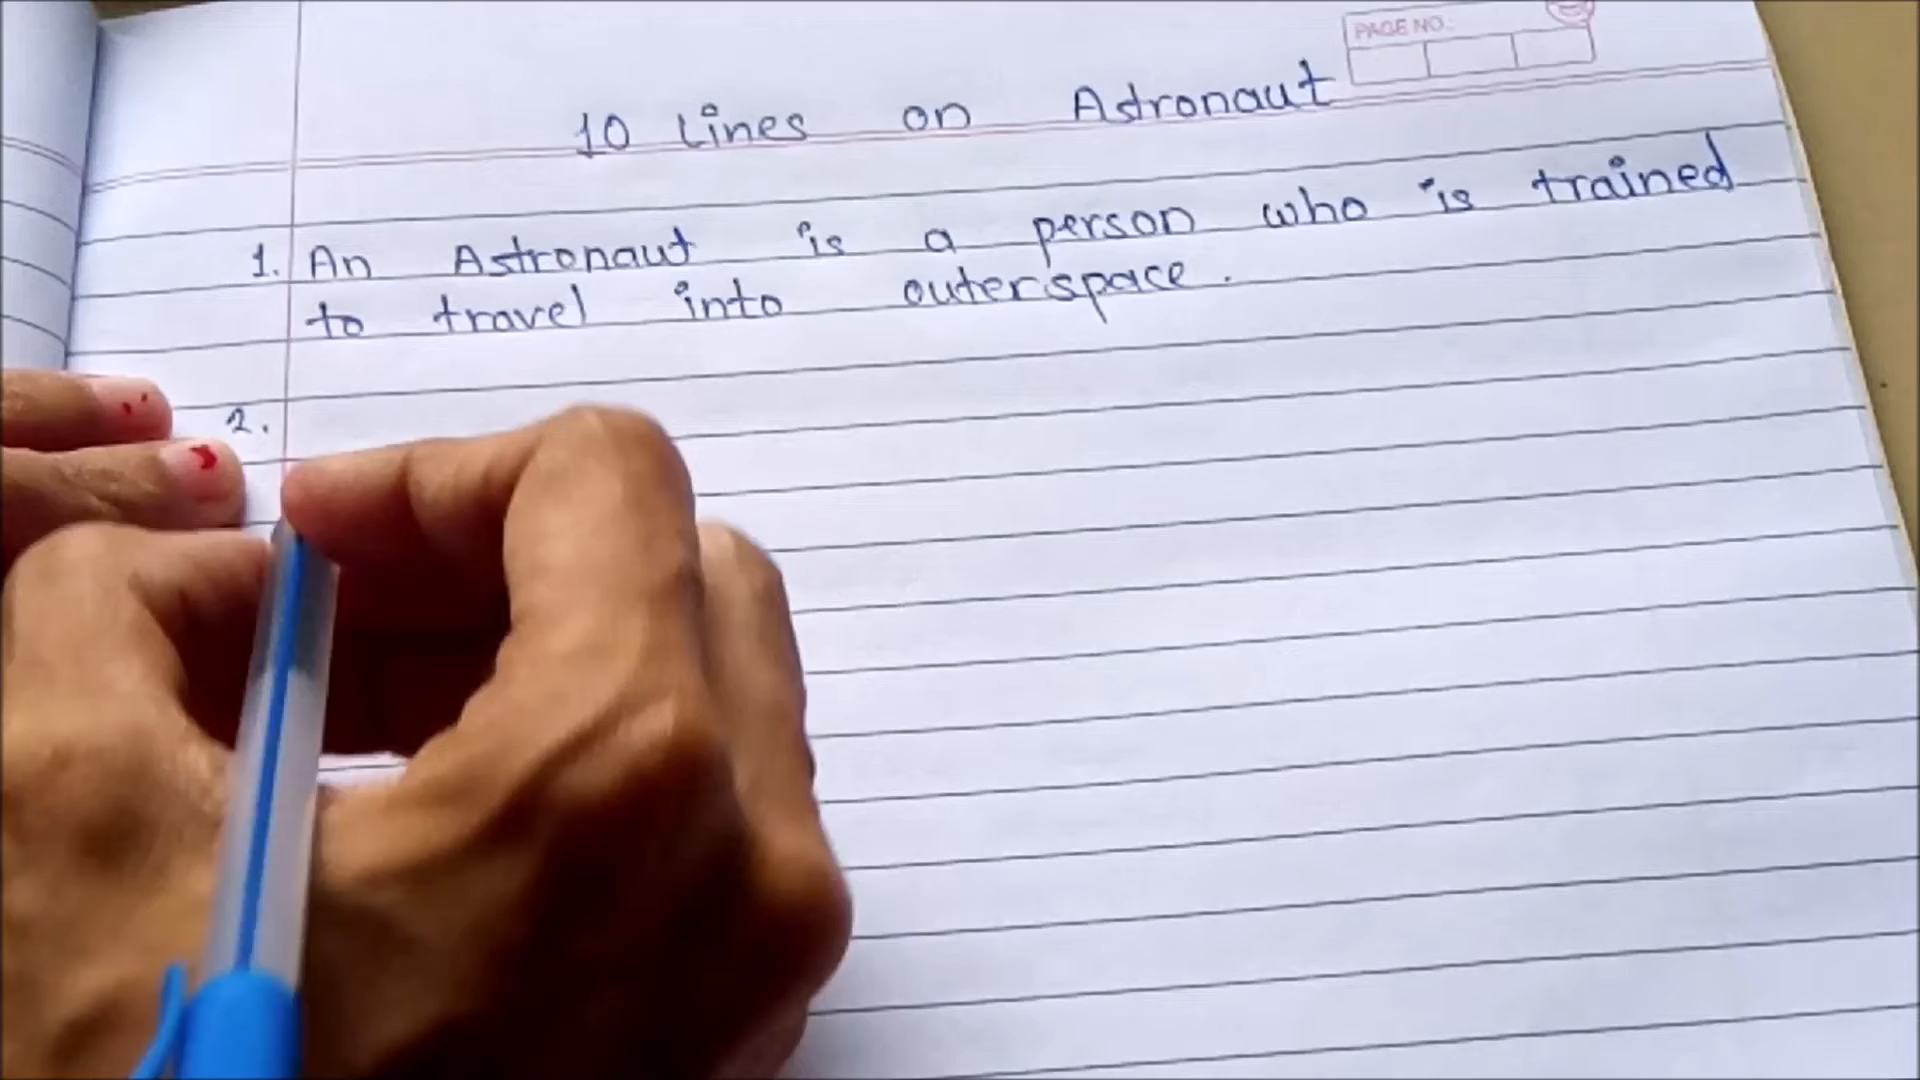 PAGE NO.:
10 Lines on Astronaut
1. An Astronaut is a person who is trained
to travel into outerspace.
2.